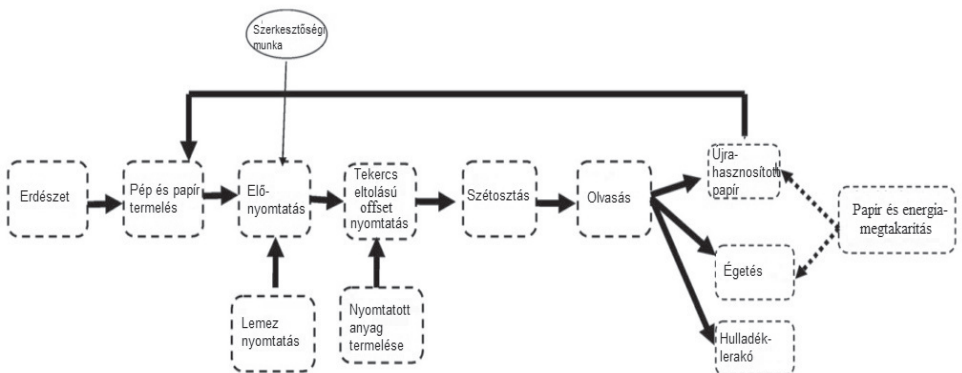 Szerkesztőségi
munka
Erdészet
Pép és papír
termelés
Elő-
nyomtatás
Tekercs
eltolású
offset
nyomtatás
Szétosztás
Olvasás
Újra-
hasznosított
papír
Papír és energia-
megtakarítás
Égetés
Lemez
nyomtatás
Nyomtatott
anyag
termelése
Hulladék-
lerakó